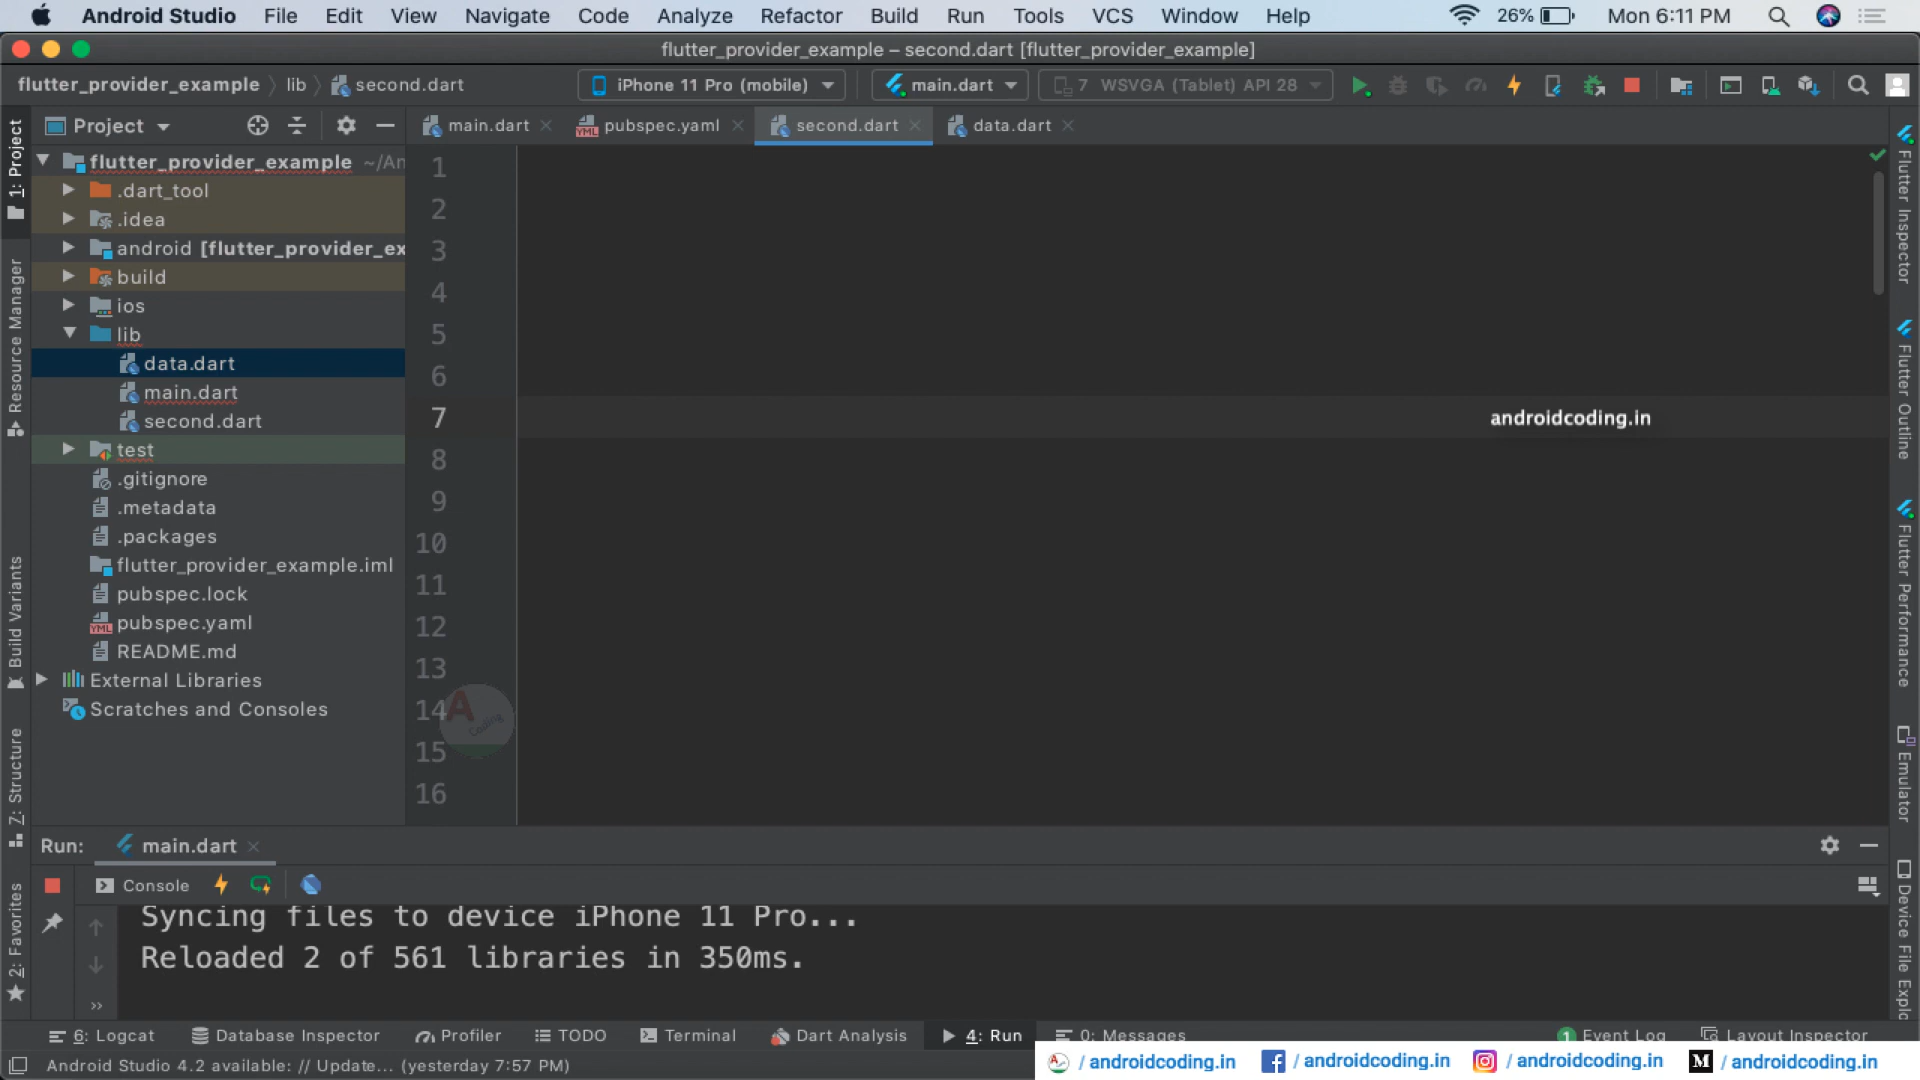 Android Studio File Edit View Navigate Code Analyze Refactor Build Run Tools VCS Window Help 26% Mon 6:11 PM
flutter_provider_example – second.dart [flutter_provider_example]
flutter_provider_example lib second.dart iPhone 11 Pro (mobile) main.dart 7 WSVGA (Tablet) API 28
Project
main.dart pubspec.yaml second.dart data.dart
flutter_provider_example ~/An
.dart_tool
.idea
android [flutter_provider_ex
build
ios
lib
data.dart
main.dart
second.dart
test
.gitignore
.metadata
.packages
flutter_provider_example.iml
pubspec.lock
pubspec.yaml
README.md
External Libraries
Scratches and Consoles
1: Project
Resource Manager
Build Variants
7: Structure
2: Favorites
1
2
3
4
5
6
7
8
9
10
11
12
13
14
15
16
androidcoding.in
A
Coding
Flutter Inspector
Flutter Outline
Flutter Performance
Emulator
Device File Explo
Run: main.dart
Console
Syncing files to device iPhone 11 Pro...
Reloaded 2 of 561 libraries in 350ms.
6: Logcat Database Inspector Profiler TODO Terminal Dart Analysis 4: Run 0: Messages 1 Event Log Layout Inspector
Android Studio 4.2 available: // Update... (yesterday 7:57 PM)
/ androidcoding.in / androidcoding.in / androidcoding.in / androidcoding.in